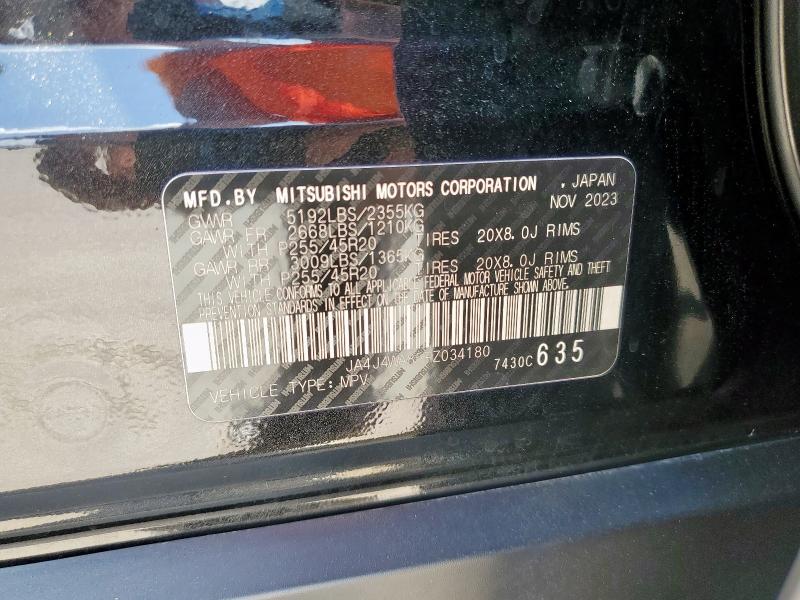 MFD.BY MITSUBISHI MOTORS CORPORATION , JAPAN
NOV 2023
GVWR 5192LBS/2355KG
GAWR FR 2668LBS/1210KG
WITH P255/45R20 TIRES 20X8.0J RIMS
GAWR RR 3009LBS/1365KG
WITH P255/45R20 TIRES 20X8.0J RIMS
THIS VEHICLE CONFORMS TO ALL APPLICABLE FEDERAL MOTOR VEHICLE SAFETY AND THEFT
PREVENTION STANDARDS IN EFFECT ON THE DATE OF MANUFACTURE SHOWN ABOVE.
7430C 635
VEHICLE TYPE: MPV